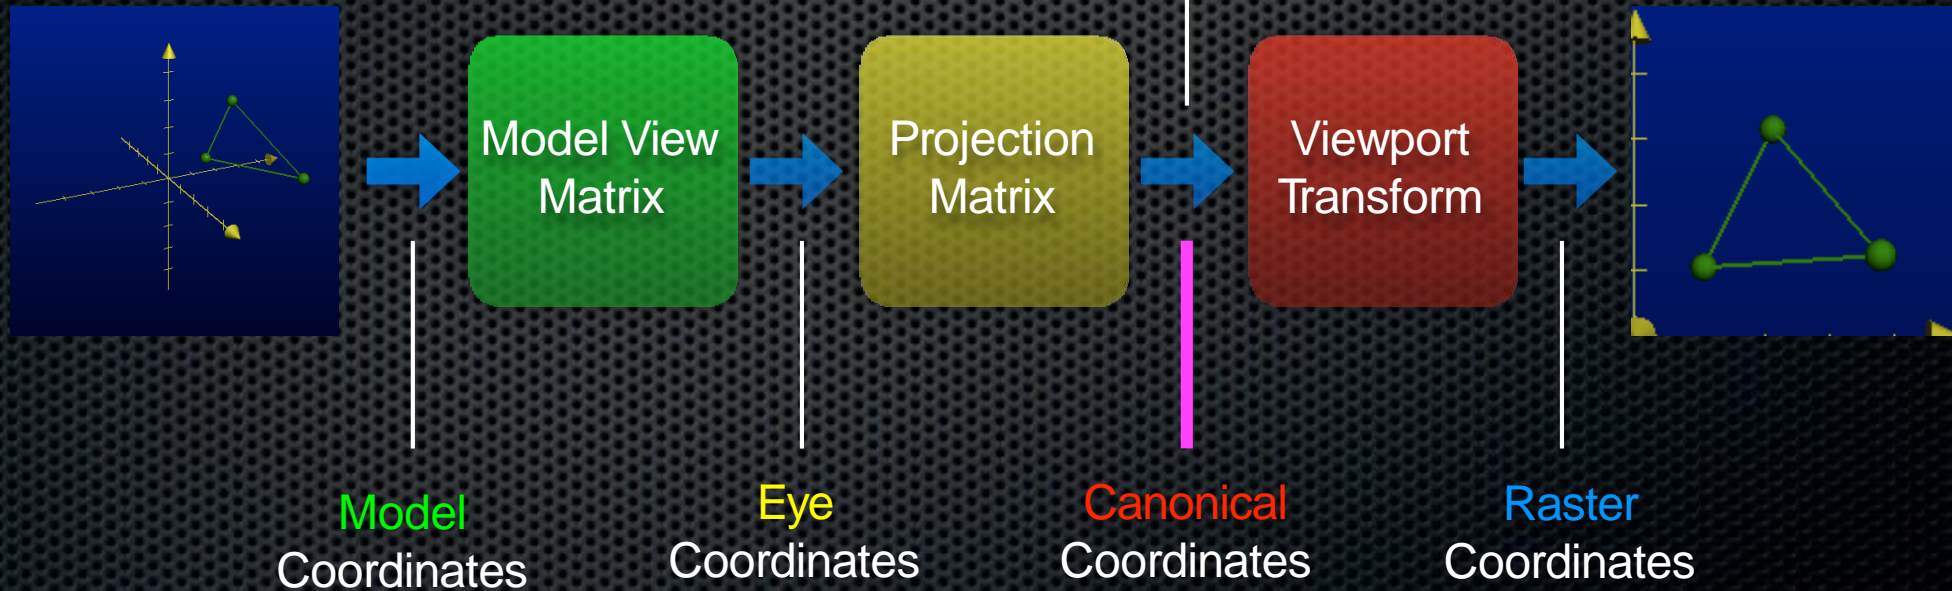 Model View
Matrix
Projection
Matrix
Viewport
Transform
Model
Coordinates
Eye
Coordinates
Canonical
Coordinates
Raster
Coordinates